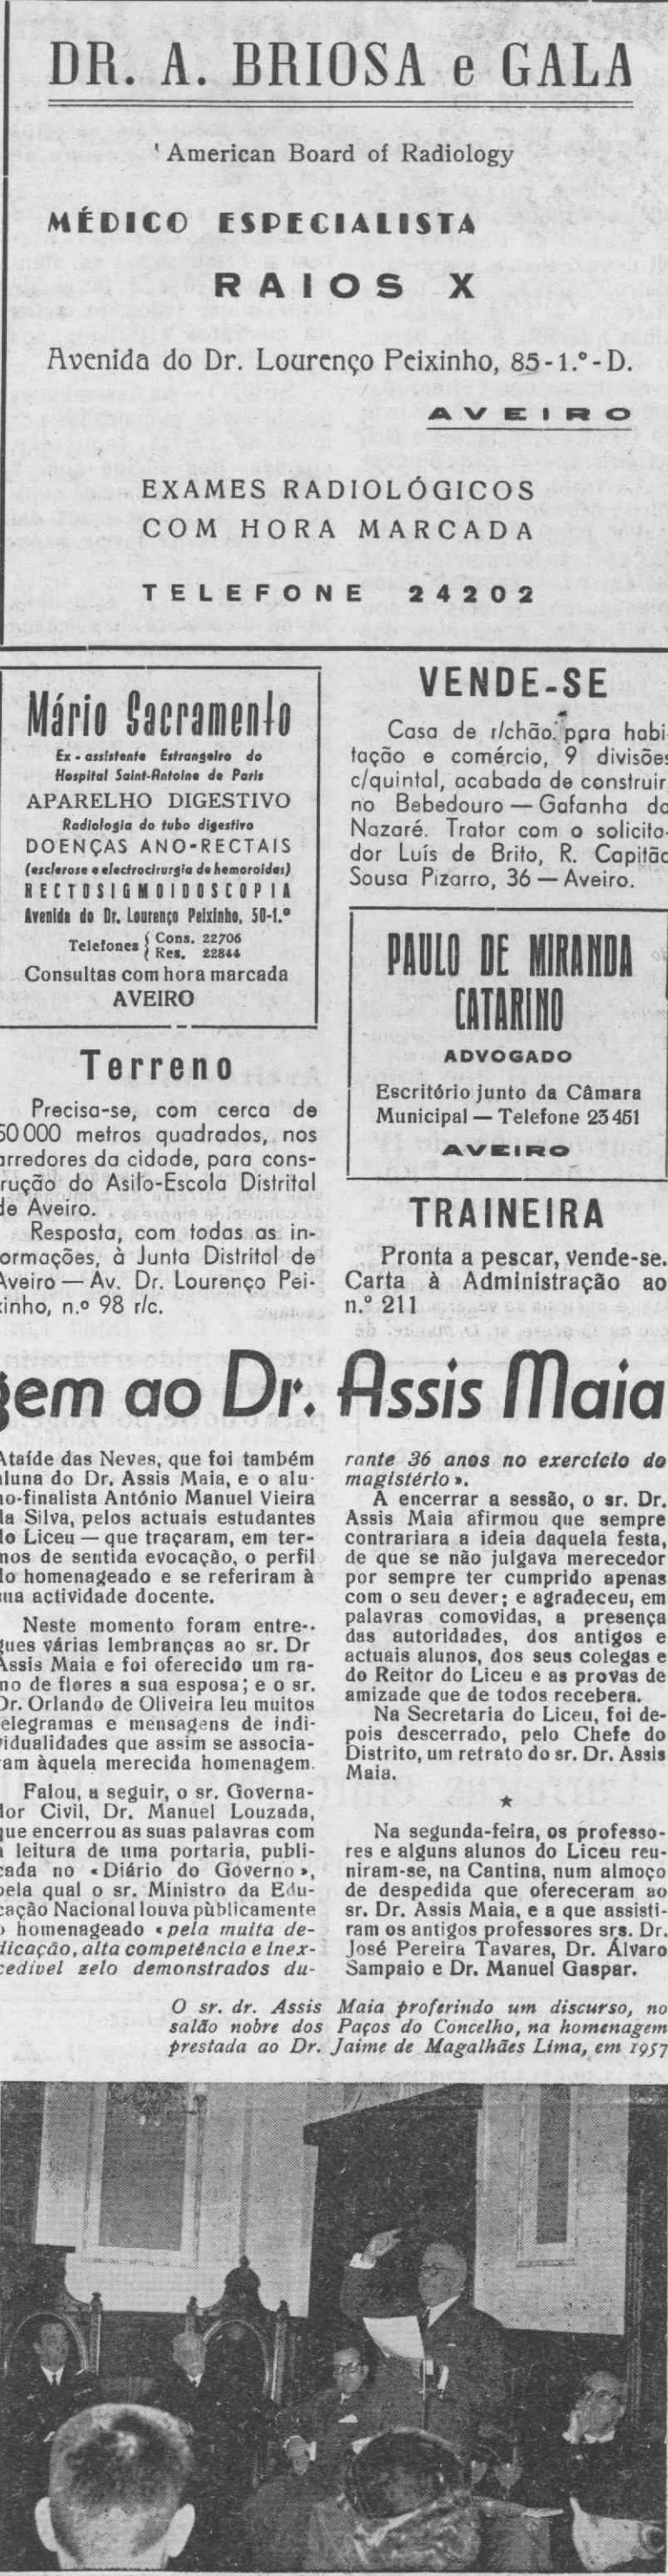 DR. A. BRIOSA e GALA
American Board of Radiology
MÉDICO ESPECIALISTA
RAIOS X
Avenida do Dr. Lourenço Peixinho, 85-1.º-D.
AVEIRO
EXAMES RADIOLÓGICOS
COM HORA MARCADA
TELEFONE 24202
Mário Sacramento
Ex-assistente Estrangeiro do
Hospital Saint-Antoine de Paris
APARELHO DIGESTIVO
Radiologia do tubo digestivo
DOENÇAS ANO-RECTAIS
(esclerose e electrocirurgia de hemoroidas)
RECTOSIGMOIDOSCOPIA
Avenida do Dr. Lourenço Peixinho, 50-1.º
Telefones { Cons. 22706
Res. 22844
Consultas com hora marcada
AVEIRO
Terreno
Precisa-se, com cerca de
50000 metros quadrados, nos
arredores da cidade, para cons-
rução do Asilo-Escola Distrital
de Aveiro.
Resposta, com todas as in-
ormações, à Junta Distrital de
Aveiro — Av. Dr. Lourenço Pei-
xinho, n.º 98 r/c.
VENDE-SE
Casa de r/chão. para habi-
tação e comércio, 9 divisões
c/quintal, acabada de construir
no Bebedouro — Gafanha da
Nazaré. Tratar com o solicita-
dor Luís de Brito, R. Capitão
Sousa Pizarro, 36 — Aveiro.
PAULO DE MIRANDA
CATARINO
ADVOGADO
Escritório junto da Câmara
Municipal — Telefone 23451
AVEIRO
TRAINEIRA
Pronta a pescar, vende-se.
Carta à Administração ao
n.º 211
gem ao Dr. Assis Maia
Ataíde das Neves, que foi também
aluna do Dr. Assis Maia, e o alu-
no-finalista António Manuel Vieira
da Silva, pelos actuais estudantes
do Liceu — que traçaram, em ter-
mos de sentida evocação, o perfil
do homenageado e se referiram à
sua actividade docente.
Neste momento foram entre-
gues várias lembranças ao sr. Dr
Assis Maia e foi oferecido um ra-
mo de flores a sua esposa; e o sr.
Dr. Orlando de Oliveira leu muitos
telegramas e mensagens de indi-
vidualidades que assim se associa-
ram àquela merecida homenagem.
Falou, a seguir, o sr. Governa-
dor Civil, Dr. Manuel Louzada,
que encerrou as suas palavras com
a leitura de uma portaria, publi-
cada no «Diário do Governo»,
pela qual o sr. Ministro da Edu-
cação Nacional louva pùblicamente
o homenageado «pela muita de-
dicação, alta competência e inex-
cedível zelo demonstrados du-
rante 36 anos no exercício do
magistério».
A encerrar a sessão, o sr. Dr.
Assis Maia afirmou que sempre
contrariara a ideia daquela festa,
de que se não julgava merecedor
por sempre ter cumprido apenas
com o seu dever; e agradeceu, em
palavras comovidas, a presença
das autoridades, dos antigos e
actuais alunos, dos seus colegas e
do Reitor do Liceu e as provas de
amizade que de todos recebera.
Na Secretaria do Liceu, foi de-
pois descerrado, pelo Chefe do
Distrito, um retrato do sr. Dr. Assis
Maia.
★
Na segunda-feira, os professo-
res e alguns alunos do Liceu reu-
niram-se, na Cantina, num almoço
de despedida que ofereceram ao
sr. Dr. Assis Maia, e a que assisti-
ram os antigos professores srs. Dr.
José Pereira Tavares, Dr. Álvaro
Sampaio e Dr. Manuel Gaspar.
O sr. dr. Assis Maia proferindo um discurso, no
salão nobre dos Paços do Concelho, na homenagem
prestada ao Dr. Jaime de Magalhães Lima, em 1957